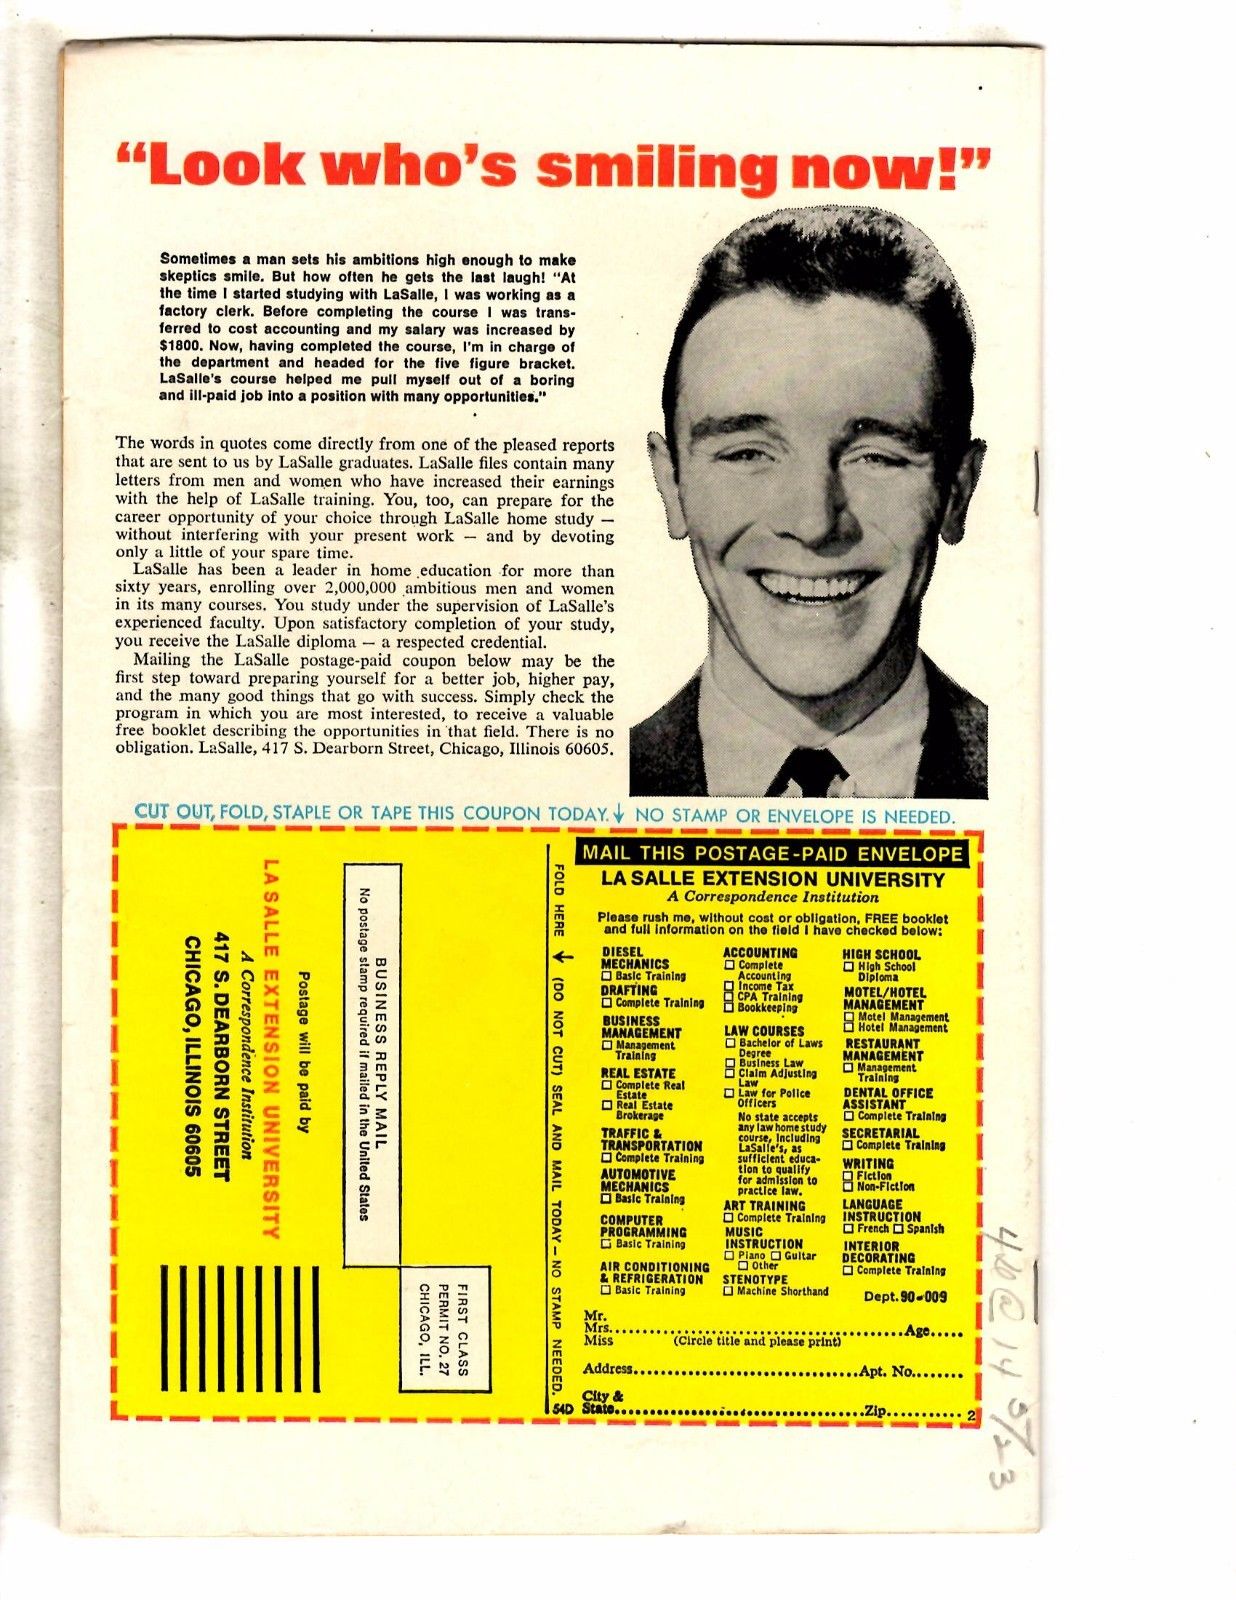 “Look who’s smiling now!”
Sometimes a man sets his ambitions high enough to make
skeptics smile. But how often he gets the last laugh! “At
the time I started studying with LaSalle, I was working as a
factory clerk. Before completing the course I was trans-
ferred to cost accounting and my salary was increased by
$1800. Now, having completed the course, I’m in charge of
the department and headed for the five figure bracket.
LaSalle’s course helped me pull myself out of a boring
and ill-paid job into a position with many opportunities.”
The words in quotes come directly from one of the pleased reports
that are sent to us by LaSalle graduates. LaSalle files contain many
letters from men and women who have increased their earnings
with the help of LaSalle training. You, too, can prepare for the
career opportunity of your choice through LaSalle home study —
without interfering with your present work — and by devoting
only a little of your spare time.
LaSalle has been a leader in home education for more than
sixty years, enrolling over 2,000,000 ambitious men and women
in its many courses. You study under the supervision of LaSalle’s
experienced faculty. Upon satisfactory completion of your study,
you receive the LaSalle diploma — a respected credential.
Mailing the LaSalle postage-paid coupon below may be the
first step toward preparing yourself for a better job, higher pay,
and the many good things that go with success. Simply check the
program in which you are most interested, to receive a valuable
free booklet describing the opportunities in that field. There is no
obligation. LaSalle, 417 S. Dearborn Street, Chicago, Illinois 60605.
CUT OUT, FOLD, STAPLE OR TAPE THIS COUPON TODAY.↓ NO STAMP OR ENVELOPE IS NEEDED.
FIRST CLASS
PERMIT NO. 27
CHICAGO, ILL.
BUSINESS REPLY MAIL
No postage stamp required if mailed in the United States
Postage will be paid by
LA SALLE EXTENSION UNIVERSITY
A Correspondence Institution
417 S. DEARBORN STREET
CHICAGO, ILLINOIS 60605
FOLD HERE ↓ (DO NOT CUT) SEAL AND MAIL TODAY—NO STAMP NEEDED.
54D
MAIL THIS POSTAGE-PAID ENVELOPE
LA SALLE EXTENSION UNIVERSITY
A Correspondence Institution
Please rush me, without cost or obligation, FREE booklet
and full information on the field I have checked below:
DIESEL
MECHANICS
☐ Basic Training
DRAFTING
☐ Complete Training
BUSINESS
MANAGEMENT
☐ Management
Training
REAL ESTATE
☐ Complete Real
Estate
☐ Real Estate
Brokerage
TRAFFIC &
TRANSPORTATION
☐ Complete Training
AUTOMOTIVE
MECHANICS
☐ Basic Training
COMPUTER
PROGRAMMING
☐ Basic Training
AIR CONDITIONING
& REFRIGERATION
☐ Basic Training
ACCOUNTING
☐ Complete
Accounting
☐ Income Tax
☐ CPA Training
☐ Bookkeeping
LAW COURSES
☐ Bachelor of Laws
Degree
☐ Business Law
☐ Claim Adjusting
Law
☐ Law for Police
Officers
No state accepts
any law home study
course, including
LaSalle’s, as
sufficient educa-
tion to qualify
for admission to
practice law.
ART TRAINING
☐ Complete Training
MUSIC
INSTRUCTION
☐ Piano ☐ Guitar
☐ Other
STENOTYPE
☐ Machine Shorthand
HIGH SCHOOL
☐ High School
Diploma
MOTEL/HOTEL
MANAGEMENT
☐ Motel Management
☐ Hotel Management
RESTAURANT
MANAGEMENT
☐ Management
Training
DENTAL OFFICE
ASSISTANT
☐ Complete Training
SECRETARIAL
☐ Complete Training
WRITING
☐ Fiction
☐ Non-Fiction
LANGUAGE
INSTRUCTION
☐ French ☐ Spanish
INTERIOR
DECORATING
☐ Complete Training
Dept. 90-009
Mr.
Mrs. Age
Miss (Circle title and please print)
Address Apt. No.
City &
State Zip 2